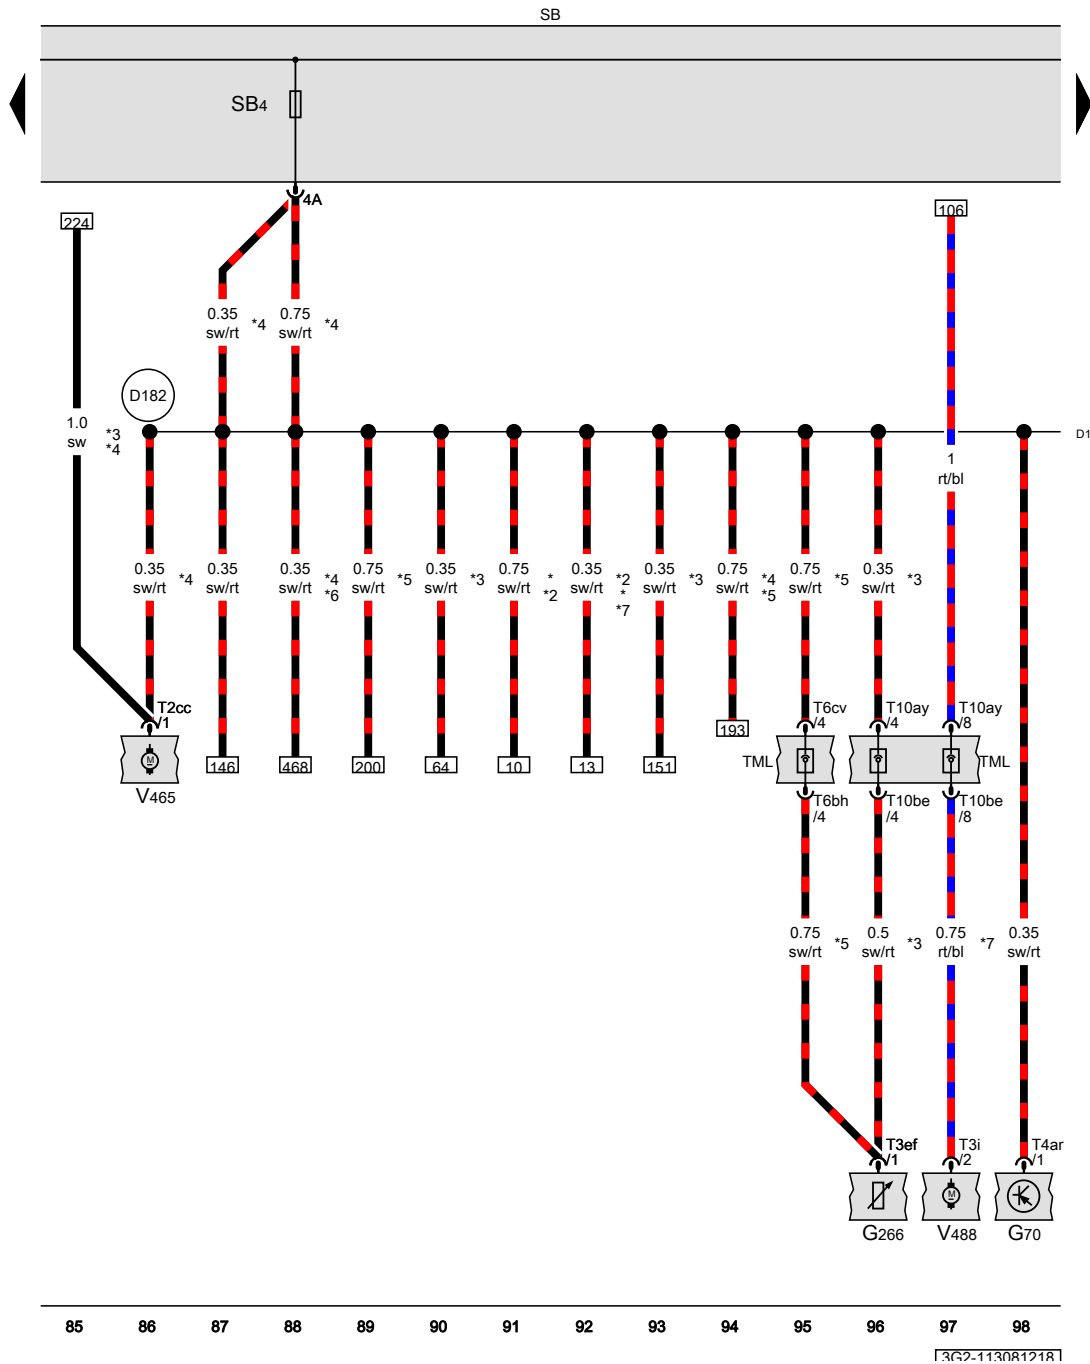 SB
SB4
4A
224
106
0.35
sw/rt
*4
0.75
sw/rt
*4
D182
1.0
sw
*3
*4
D1
1
rt/bl
0.35
sw/rt
*4
0.35
sw/rt
0.35
sw/rt
*4
*6
0.75
sw/rt
*5
0.35
sw/rt
*3
0.75
sw/rt
*
*2
0.35
sw/rt
*2
*
*7
0.35
sw/rt
*3
0.75
sw/rt
*4
*5
0.75
sw/rt
*5
0.35
sw/rt
*3
T2cc
/1
T6cv
/4
T10ay
/4
T10ay
/8
193
M
V465
146
468
200
64
10
13
151
TML
TML
T6bh
/4
T10be
/4
T10be
/8
0.75
sw/rt
*5
0.5
sw/rt
*3
0.75
rt/bl
*7
0.35
sw/rt
T3ef
/1
T3i
/2
T4ar
/1
M
G266
V488
G70
85 86 87 88 89 90 91 92 93 94 95 96 97 98
3G2-113081218